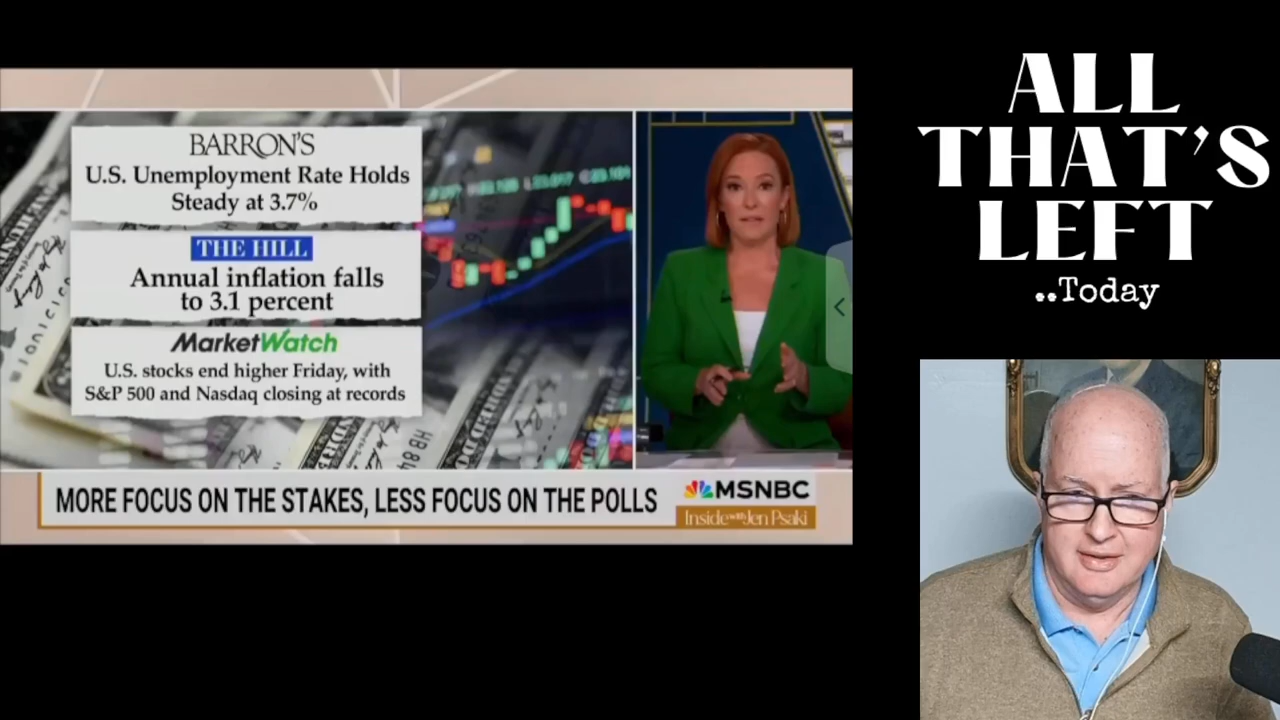 BARRON'S
U.S. Unemployment Rate Holds
Steady at 3.7%
THE HILL
Annual inflation falls
to 3.1 percent
MarketWatch
U.S. stocks end higher Friday, with
S&P 500 and Nasdaq closing at records
MORE FOCUS ON THE STAKES, LESS FOCUS ON THE POLLS
MSNBC
Inside with Jen Psaki
ALL
THAT'S
LEFT
..Today